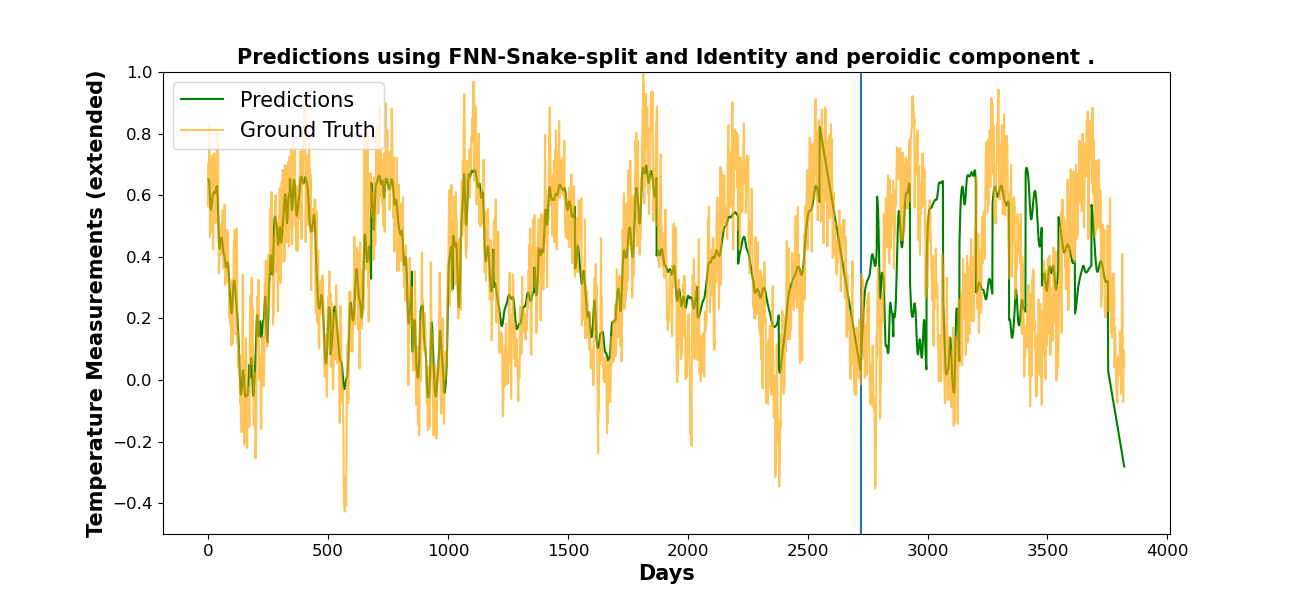 Predictions using FNN-Snake-split and Identity and peroidic component .
Temperature Measurements (extended)
1.0
0.8
0.6
0.4
0.2
0.0
−0.2
−0.4
Predictions
Ground Truth
0 500 1000 1500 2000 2500 3000 3500 4000
Days